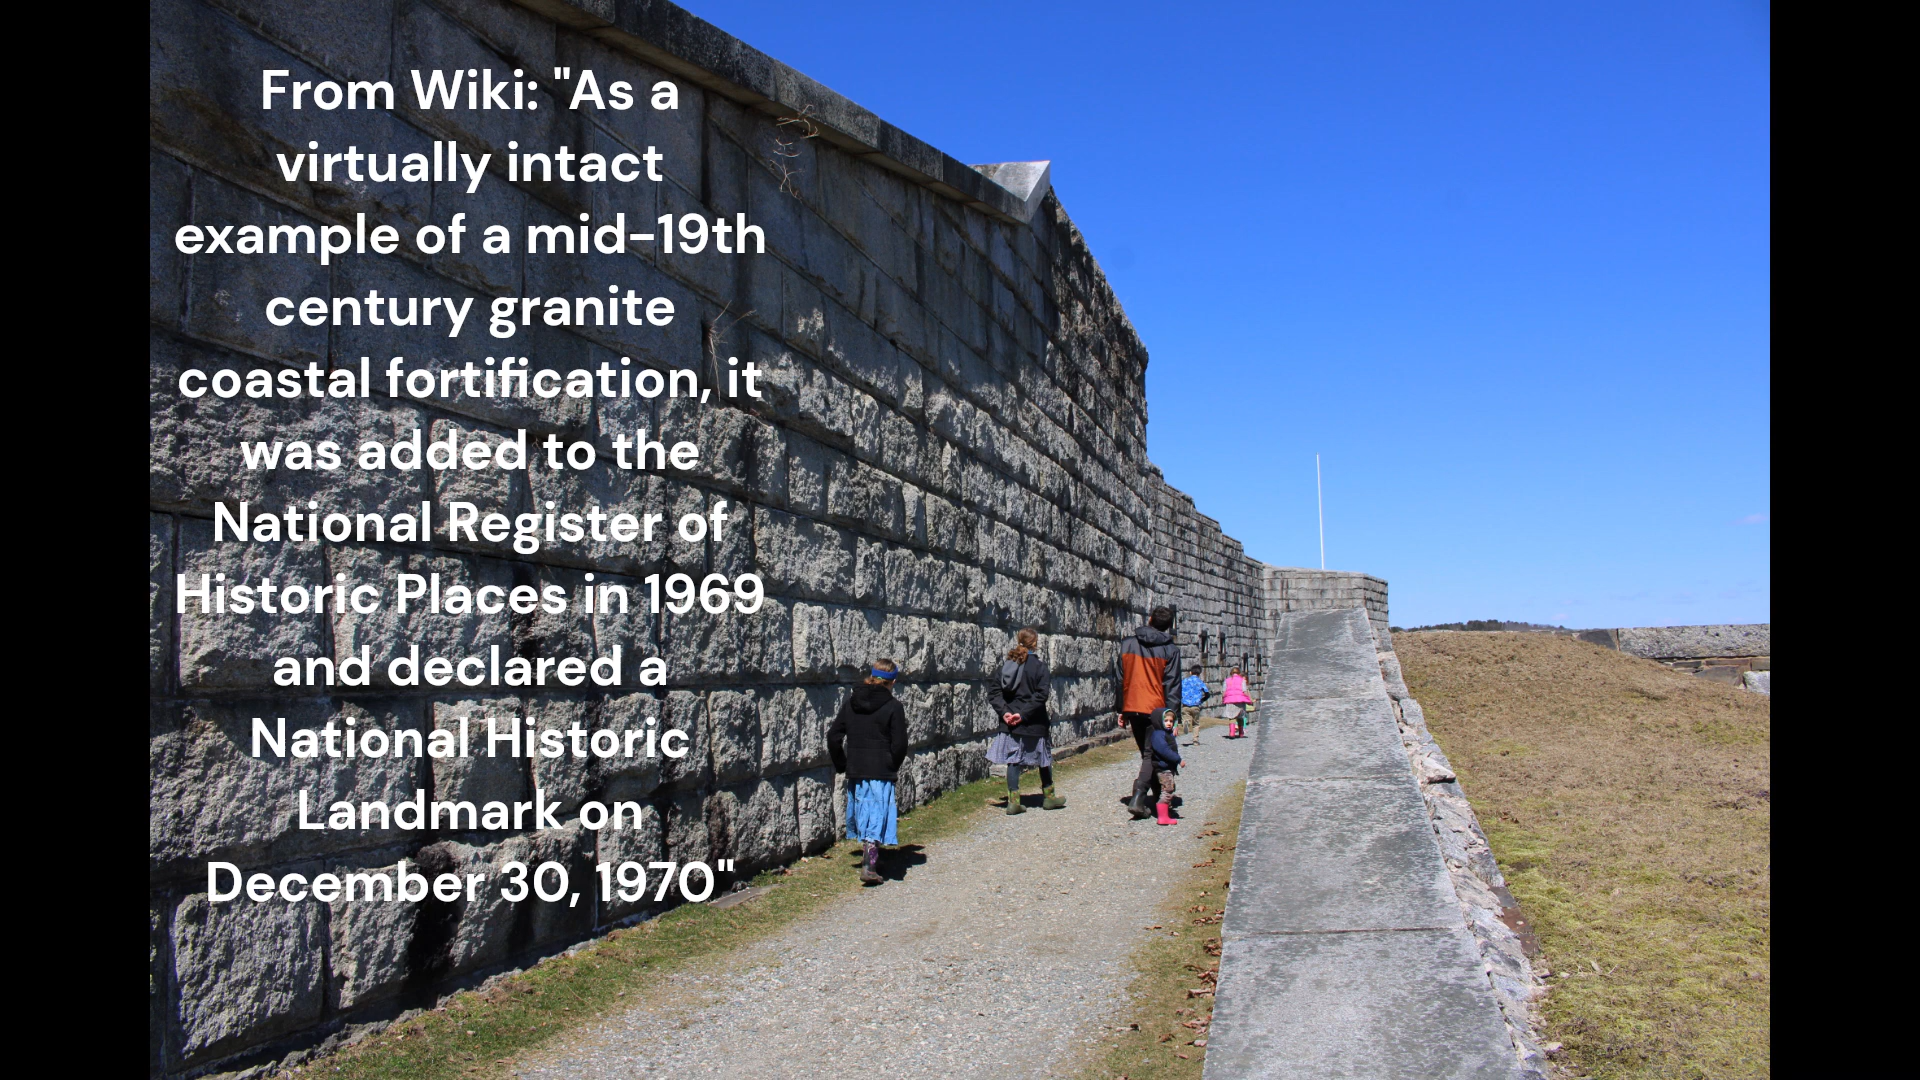 From Wiki: "As a
virtually intact
example of a mid-19th
century granite
coastal fortification, it
was added to the
National Register of
Historic Places in 1969
and declared a
National Historic
Landmark on
December 30, 1970"